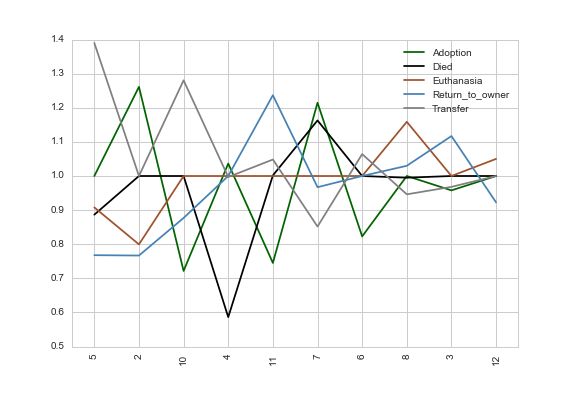 1.4
1.3
1.2
1.1
1.0
0.9
0.8
0.7
0.6
0.5
Adoption
Died
Euthanasia
Return_to_owner
Transfer
5 2 10 4 11 7 6 8 3 12